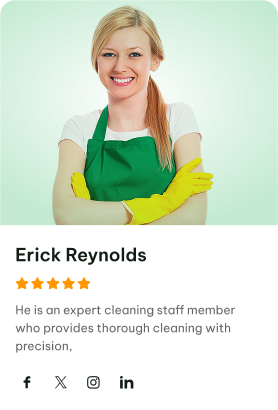 Erick Reynolds
He is an expert cleaning staff member
who provides thorough cleaning with
precision,